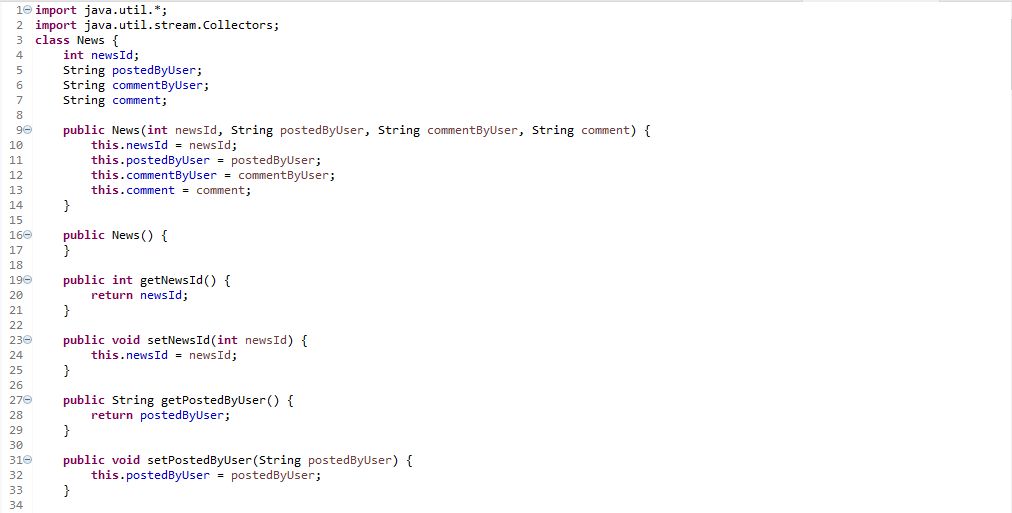 1 import java.util.*;
2 import java.util.stream.Collectors;
3 class News {
4     int newsId;
5     String postedByUser;
6     String commentByUser;
7     String comment;
8
9     public News(int newsId, String postedByUser, String commentByUser, String comment) {
10         this.newsId = newsId;
11         this.postedByUser = postedByUser;
12         this.commentByUser = commentByUser;
13         this.comment = comment;
14     }
15
16     public News() {
17     }
18
19     public int getNewsId() {
20         return newsId;
21     }
22
23     public void setNewsId(int newsId) {
24         this.newsId = newsId;
25     }
26
27     public String getPostedByUser() {
28         return postedByUser;
29     }
30
31     public void setPostedByUser(String postedByUser) {
32         this.postedByUser = postedByUser;
33     }
34